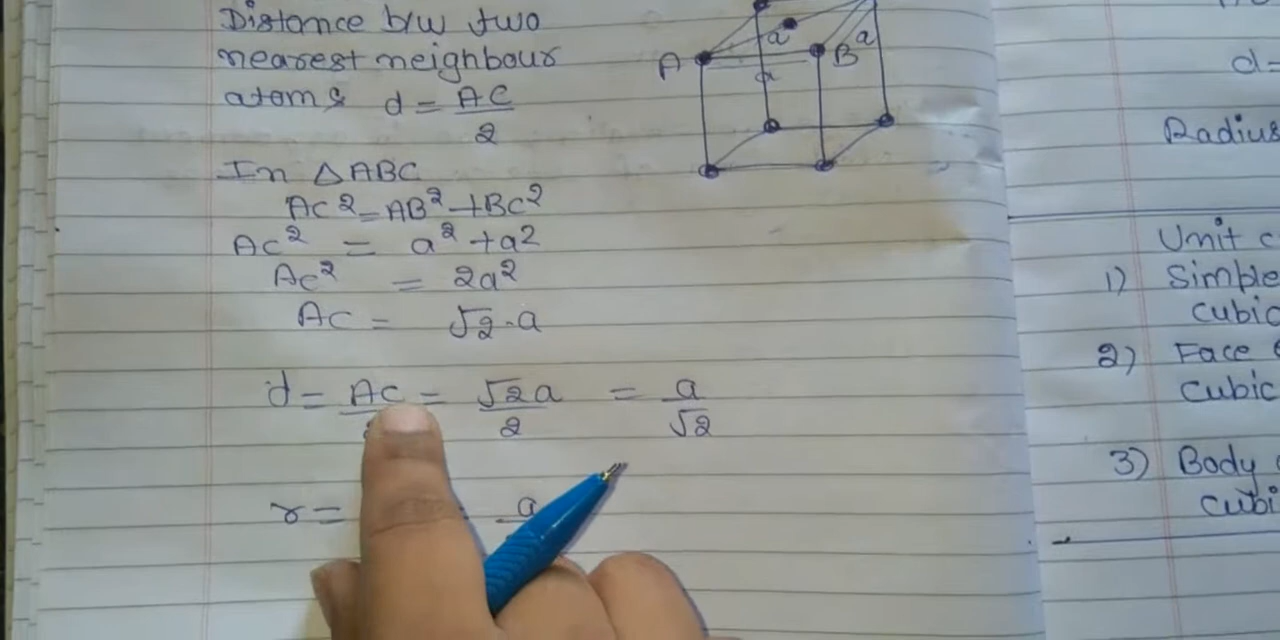 Distance b/w two
nearest neighbour
atoms d = AC/2
In △ABC
AC² = AB² + BC²
AC² = a² + a²
AC² = 2a²
AC = √2.a
d = AC = √2a/2 = a/√2
r = a
A
B
a
a
a
d=
Radius
Unit c
1) Simple
cubic
2) Face
cubic
3) Body
cubi